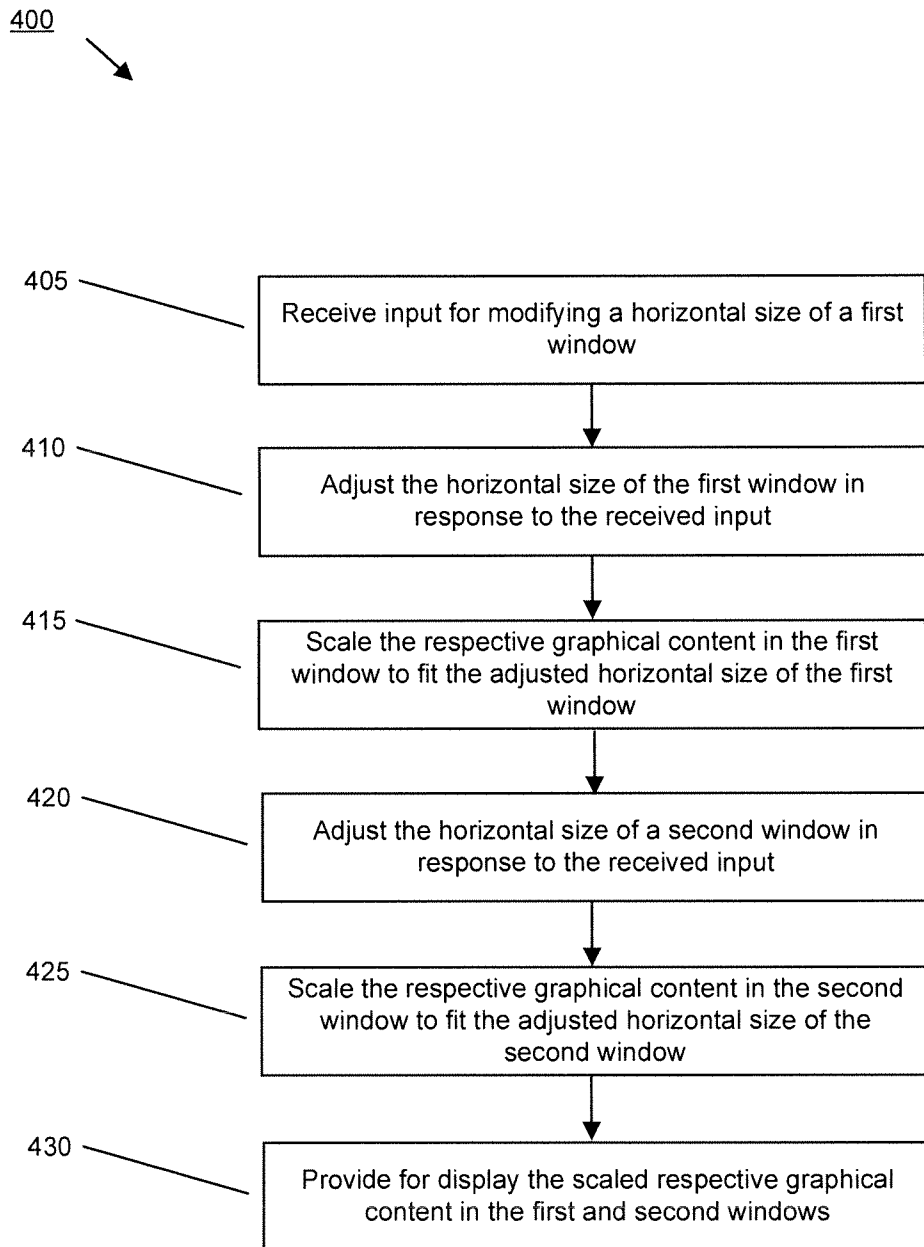 400
405
Receive input for modifying a horizontal size of a first
window
410
Adjust the horizontal size of the first window in
response to the received input
415
Scale the respective graphical content in the first
window to fit the adjusted horizontal size of the first
window
420
Adjust the horizontal size of a second window in
response to the received input
425
Scale the respective graphical content in the second
window to fit the adjusted horizontal size of the
second window
430
Provide for display the scaled respective graphical
content in the first and second windows